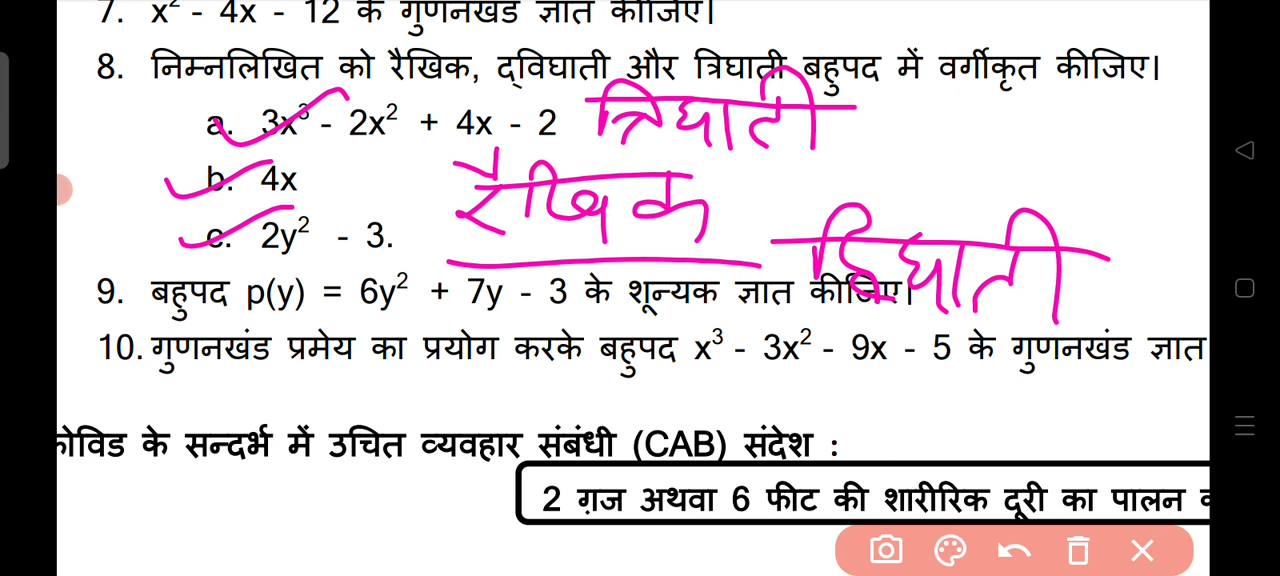 7. x² - 4x - 12 के गुणनखंड ज्ञात कीजिए।
8. निम्नलिखित को रैखिक, द्विघाती और त्रिघाती बहुपद में वर्गीकृत कीजिए।
a. 3x³ - 2x² + 4x - 2 त्रिघाती
b. 4x रैखिक
c. 2y² - 3. द्विघाती
9. बहुपद p(y) = 6y² + 7y - 3 के शून्यक ज्ञात कीजिए।
10. गुणनखंड प्रमेय का प्रयोग करके बहुपद x³ - 3x² - 9x - 5 के गुणनखंड ज्ञात
कोविड के सन्दर्भ में उचित व्यवहार संबंधी (CAB) संदेश :
2 ग़ज अथवा 6 फीट की शारीरिक दूरी का पालन